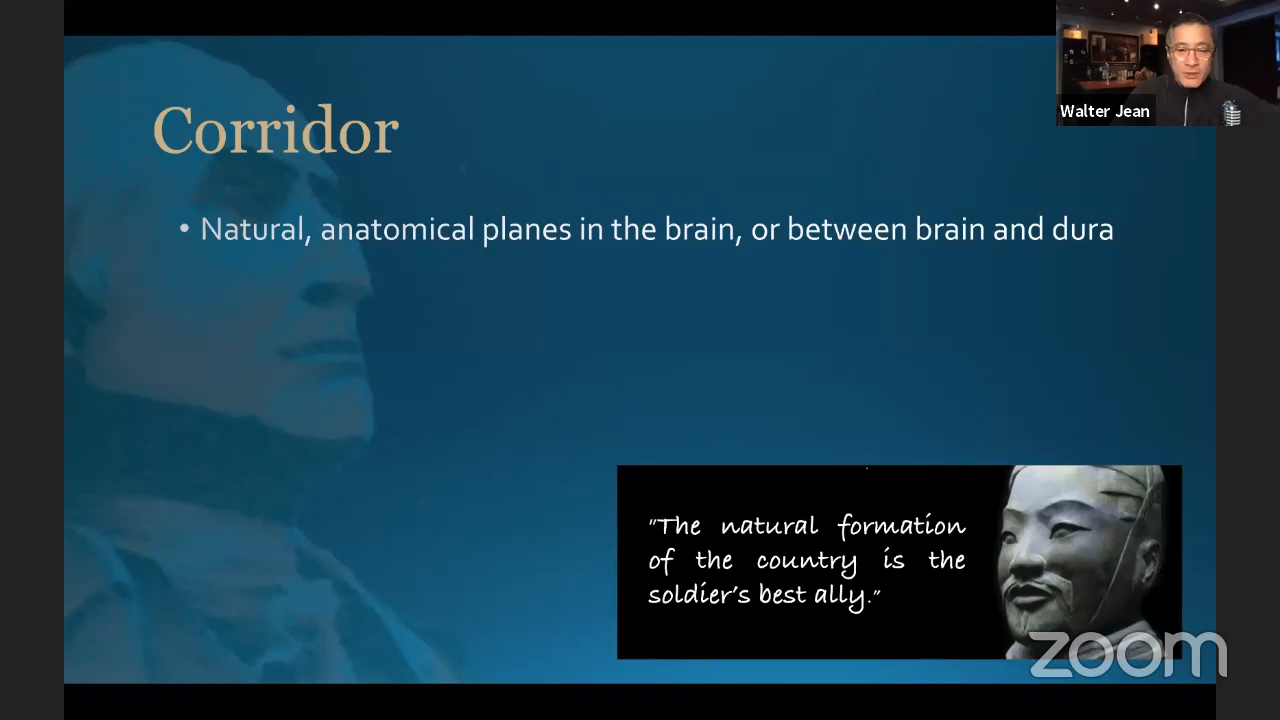 Walter Jean
Corridor
• Natural, anatomical planes in the brain, or between brain and dura
"The natural formation
of the country is the
soldier's best ally."
zoom